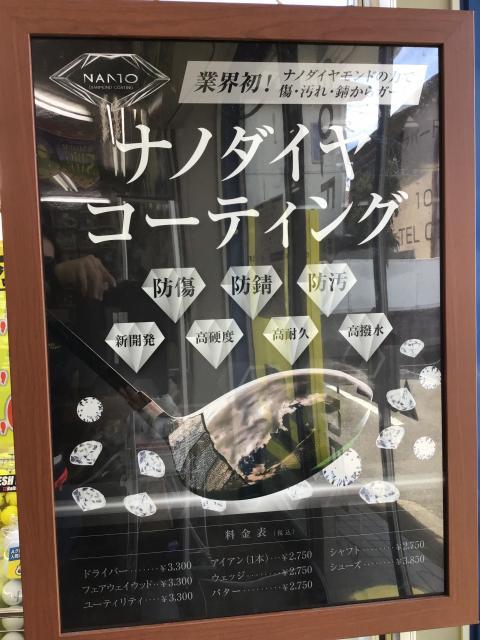 NANO
DIAMOND COATING
業界初!
ナノダイヤモンドの力で
傷・汚れ・錆からガード
ナノダイヤ
コーティング
防傷 防錆 防汚
新開発 高硬度 高耐久 高撥水
料金表(税込)
ドライバー・・・・・・¥3.300
フェアウェイウッド・・¥3.300
ユーティリティ・・・・¥3.300
アイアン(1本)・・・¥2.750
ウェッジ・・・・・・・¥2.750
パター・・・・・・・・¥2.750
シャフト・・・・・・・¥2.750
シューズ・・・・・・・¥3.850